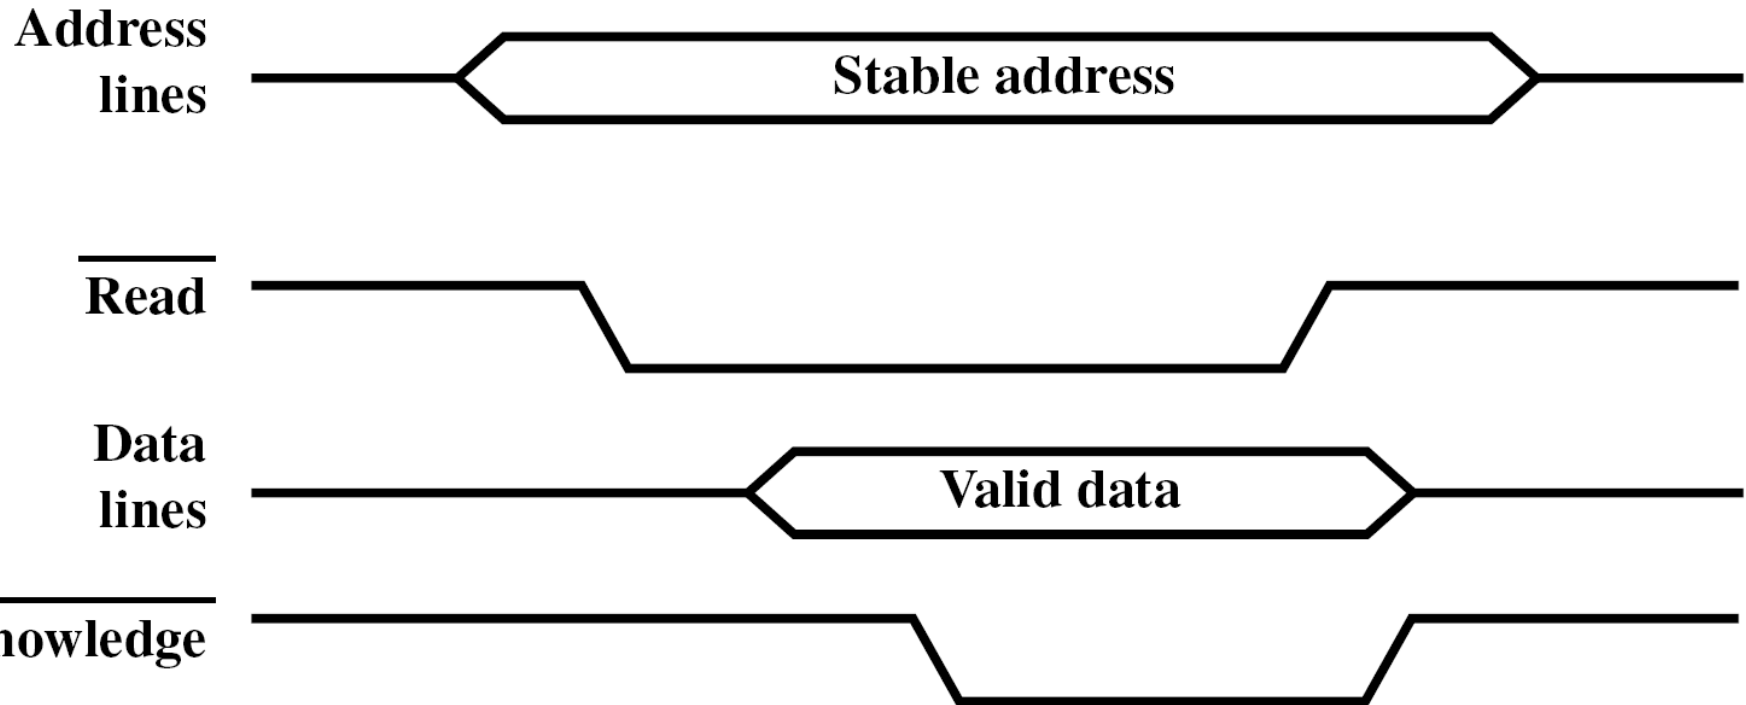 Address
lines
Stable address
Read
Data
lines
Valid data
nowledge